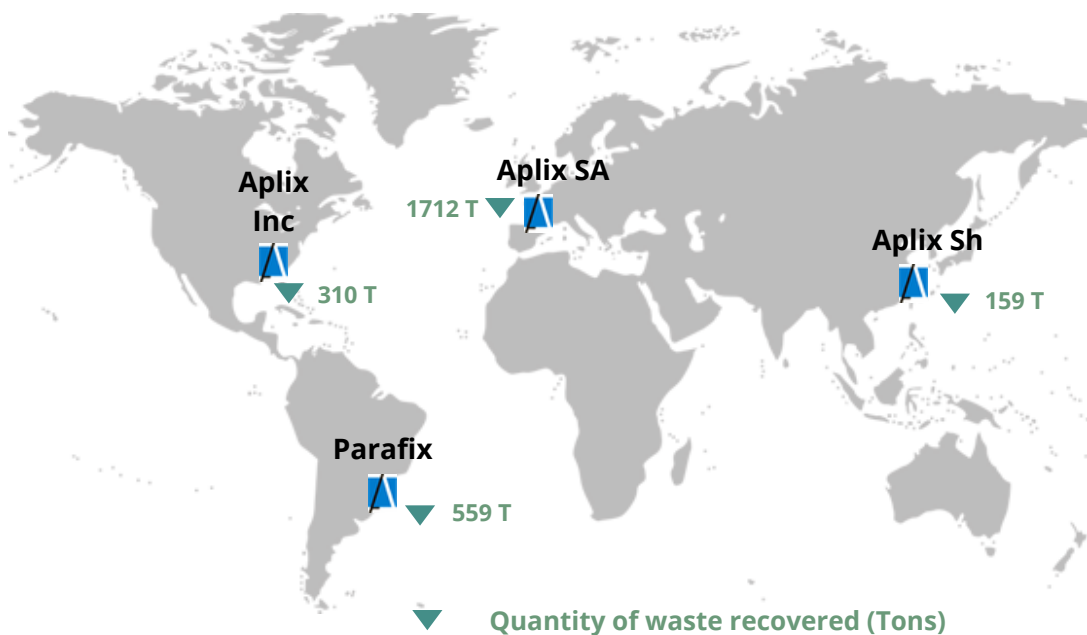 Aplix SA
Aplix
Inc
1712 T
Aplix Sh
310 T
159 T
Parafix
559 T
Quantity of waste recovered (Tons)